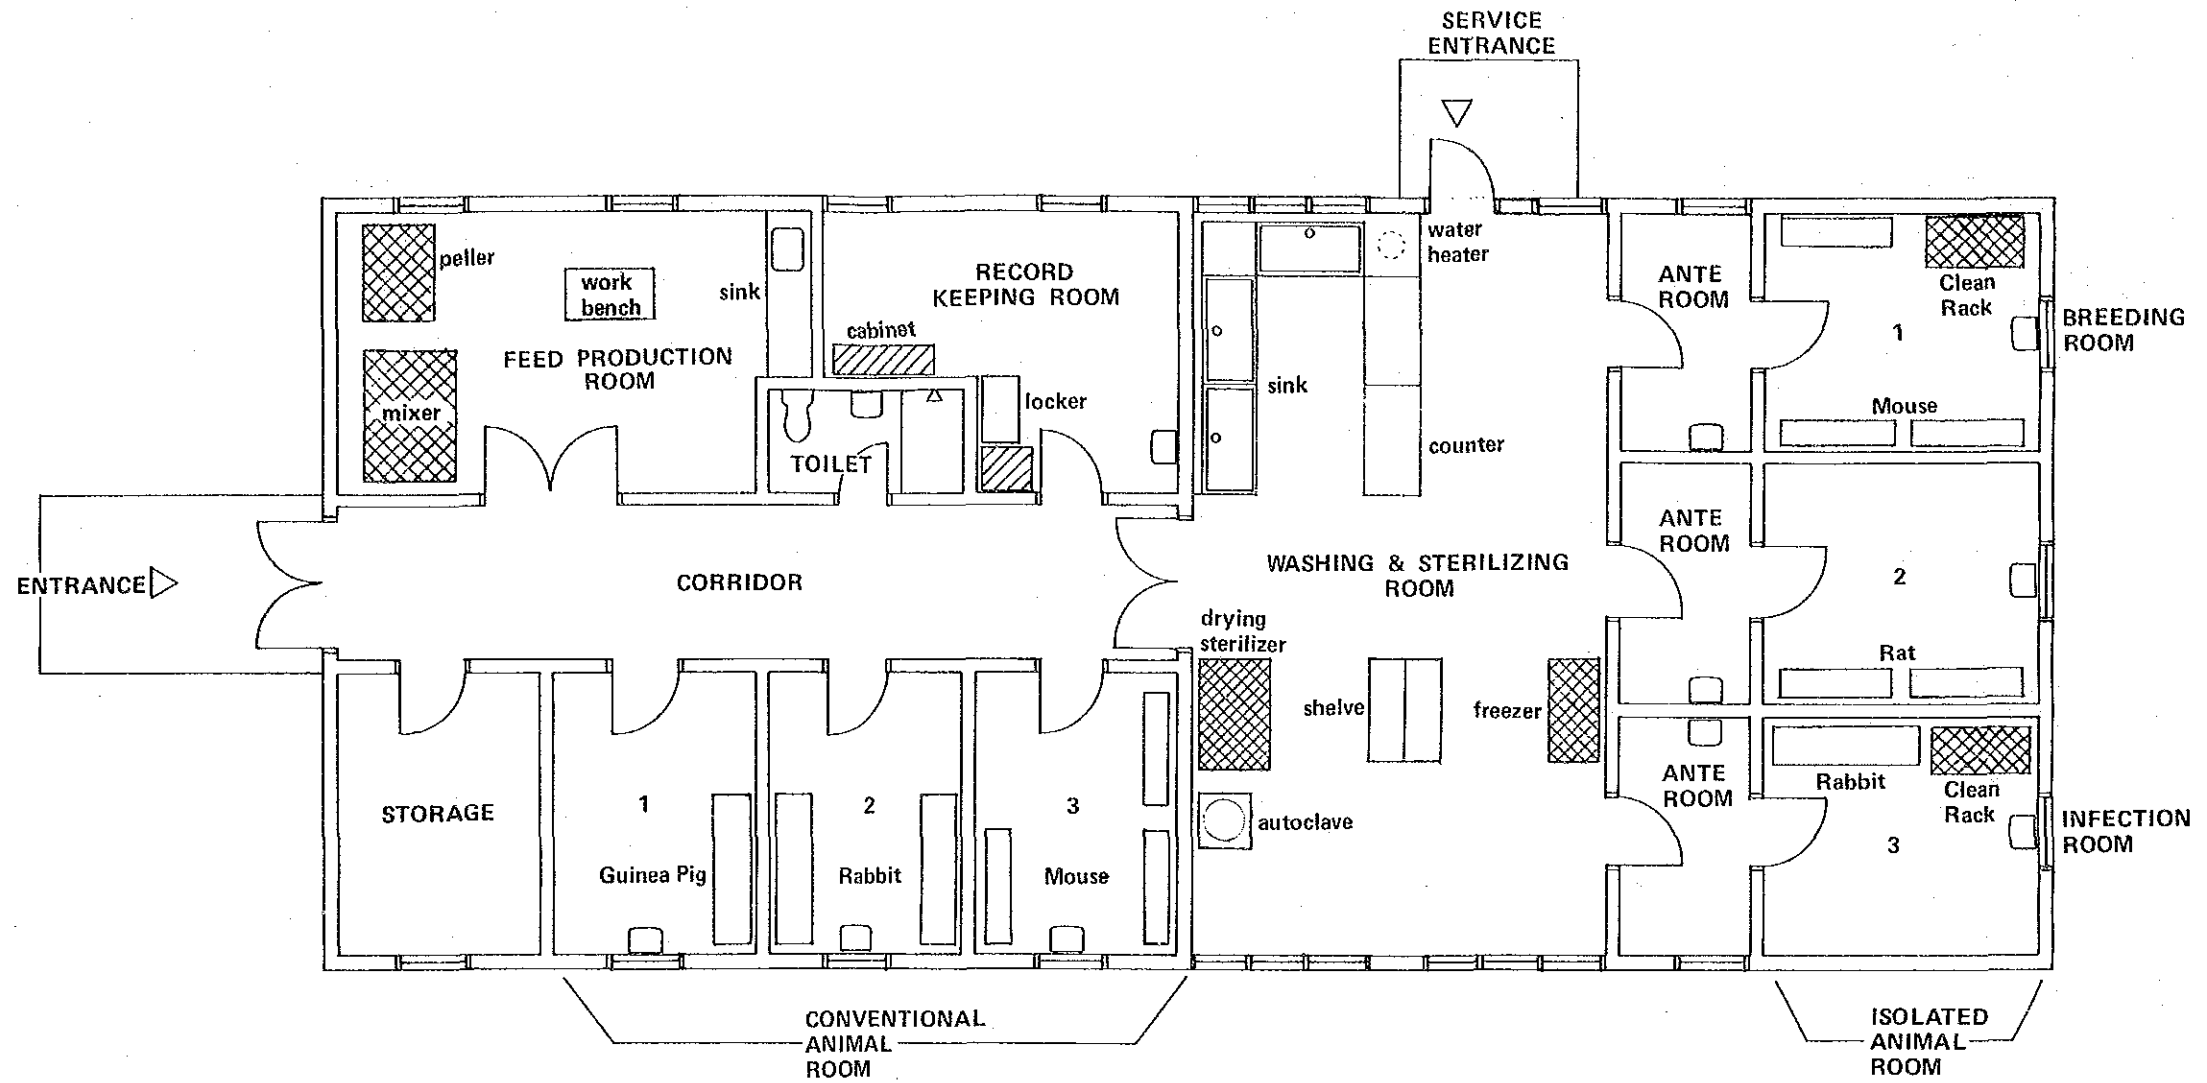 SERVICE
ENTRANCE
peller
work
bench
sink
FEED PRODUCTION
ROOM
mixer
RECORD
KEEPING ROOM
cabinet
locker
TOILET
water
heater
sink
counter
ANTE
ROOM
1
Clean
Rack
Mouse
BREEDING
ROOM
ENTRANCE
CORRIDOR
WASHING & STERILIZING
ROOM
ANTE
ROOM
2
Rat
drying
sterilizer
shelve
freezer
autoclave
ANTE
ROOM
Rabbit
Clean
Rack
3
INFECTION
ROOM
STORAGE
1
Guinea Pig
2
Rabbit
3
Mouse
CONVENTIONAL
ANIMAL
ROOM
ISOLATED
ANIMAL
ROOM